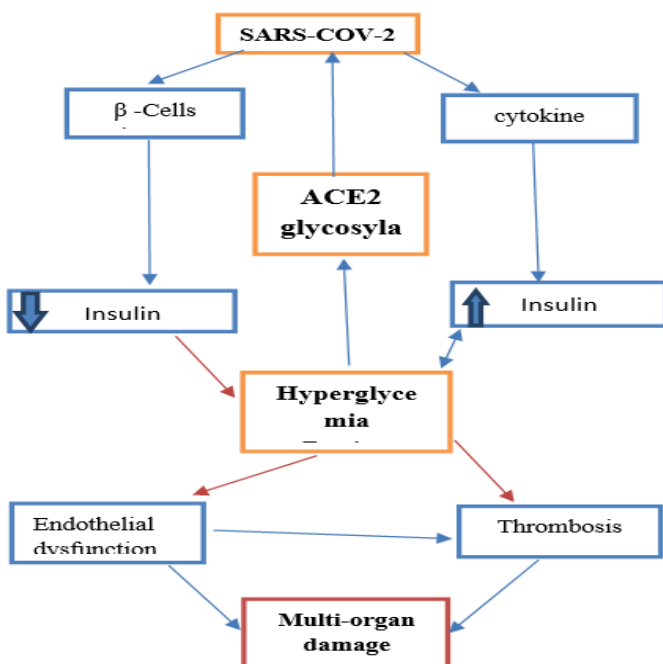 SARS-COV-2
β -Cells
cytokine
ACE2
glycosyla
Insulin
Insulin
Hyperglyce
mia
Endothelial
dysfunction
Thrombosis
Multi-organ
damage